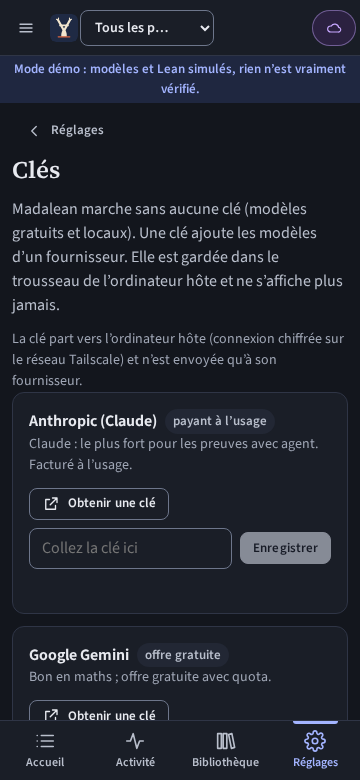 Tous les p…
Mode démo : modèles et Lean simulés, rien n’est vraiment
vérifié.
Réglages
Clés
Madalean marche sans aucune clé (modèles
gratuits et locaux). Une clé ajoute les modèles
d’un fournisseur. Elle est gardée dans le
trousseau de l’ordinateur hôte et ne s’affiche plus
jamais.
La clé part vers l’ordinateur hôte (connexion chiffrée sur
le réseau Tailscale) et n’est envoyée qu’à son
fournisseur.
Anthropic (Claude) payant à l’usage
Claude : le plus fort pour les preuves avec agent.
Facturé à l’usage.
Obtenir une clé
Collez la clé ici Enregistrer
Google Gemini offre gratuite
Bon en maths ; offre gratuite avec quota.
Obtenir une clé
Accueil Activité Bibliothèque Réglages